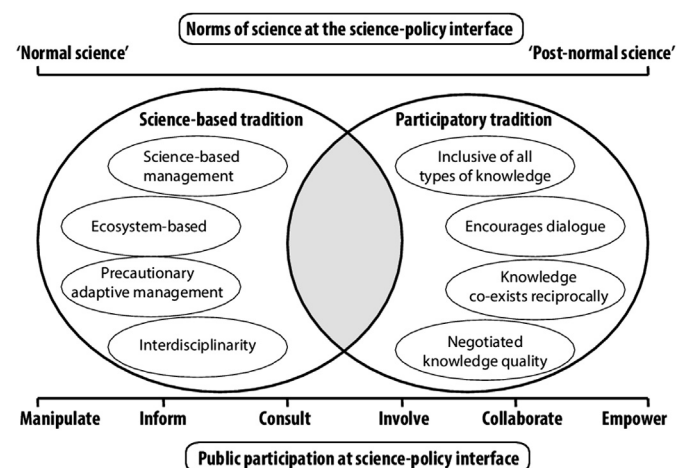 Norms of science at the science-policy interface
‘Normal science’
‘Post-normal science’
Science-based tradition
Participatory tradition
Science-based
management
Ecosystem-based
Precautionary
adaptive management
Interdisciplinarity
Inclusive of all
types of knowledge
Encourages dialogue
Knowledge
co-exists reciprocally
Negotiated
knowledge quality
Manipulate
Inform
Consult
Involve
Collaborate
Empower
Public participation at science-policy interface